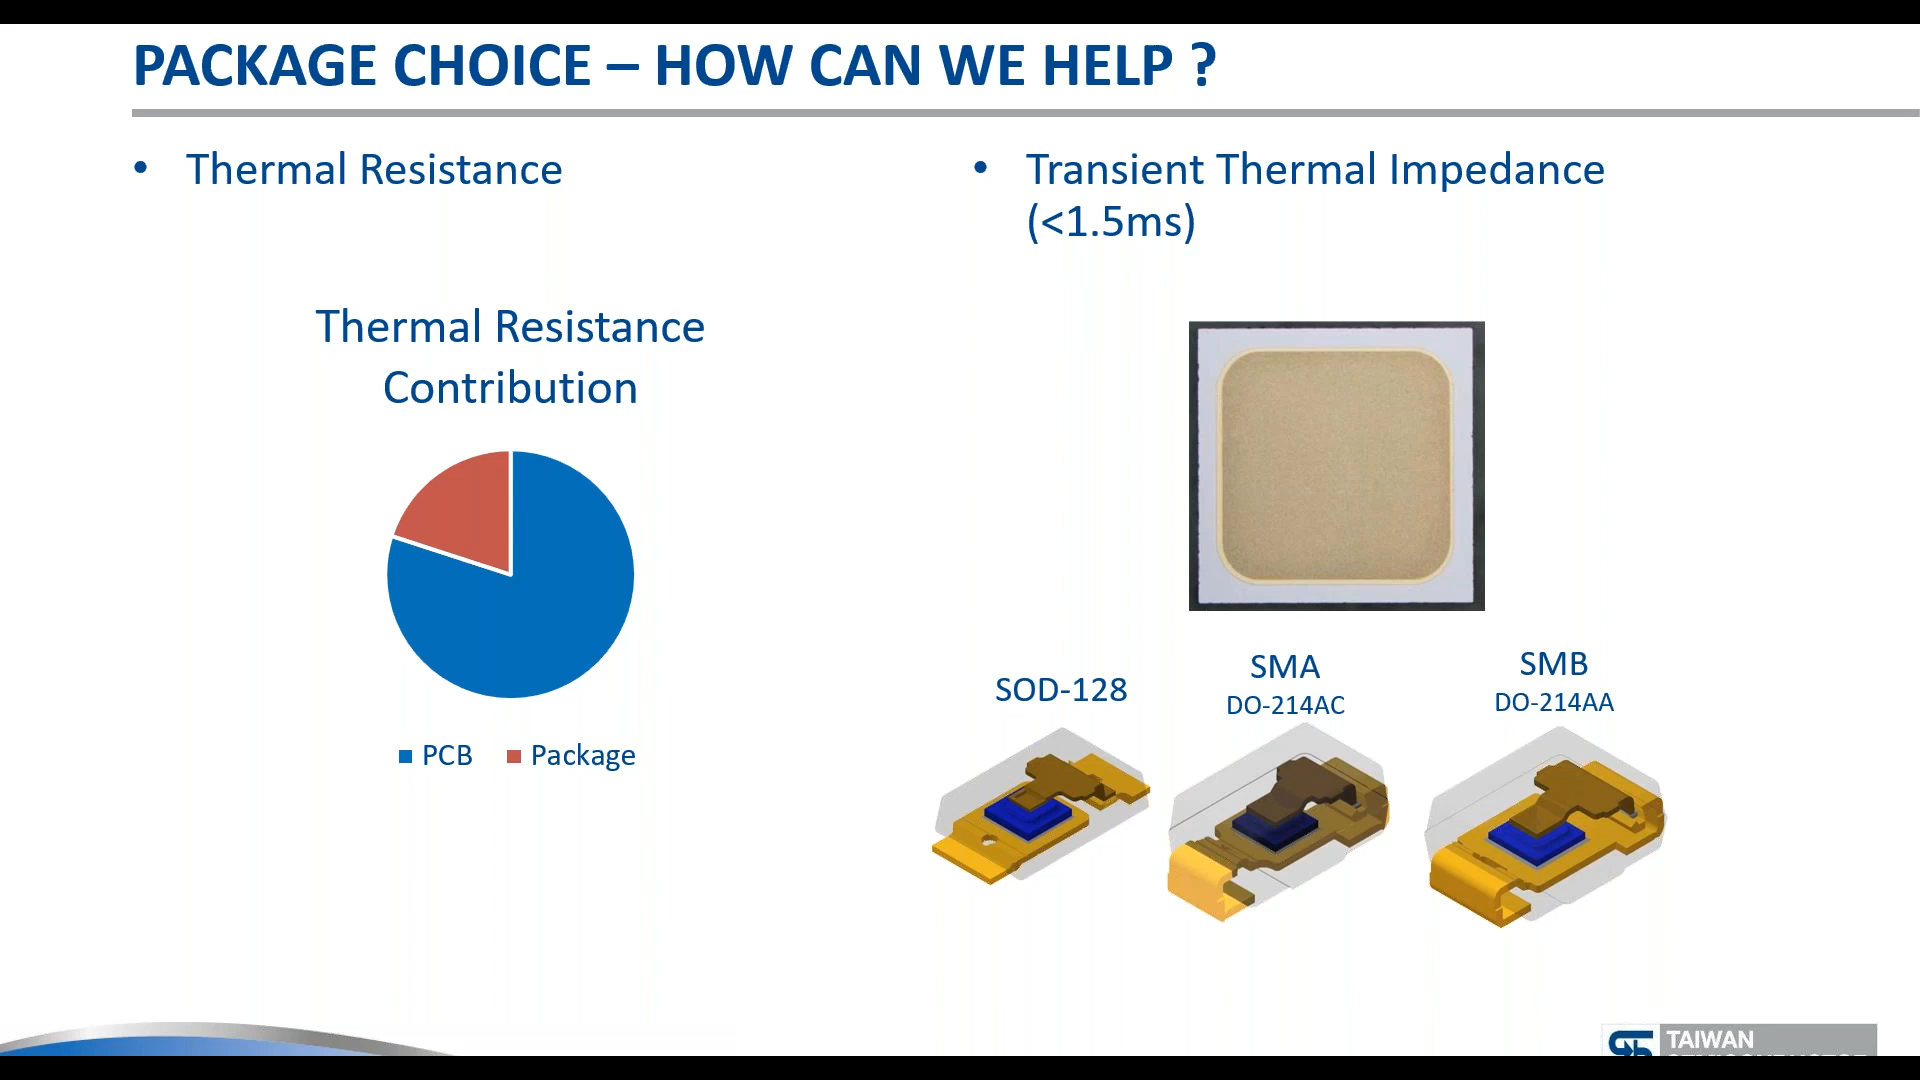 PACKAGE CHOICE – HOW CAN WE HELP ?
• Thermal Resistance
Thermal Resistance
Contribution
PCB
Package
• Transient Thermal Impedance
(<1.5ms)
SOD-128
SMA
DO-214AC
SMB
DO-214AA
TAIWAN